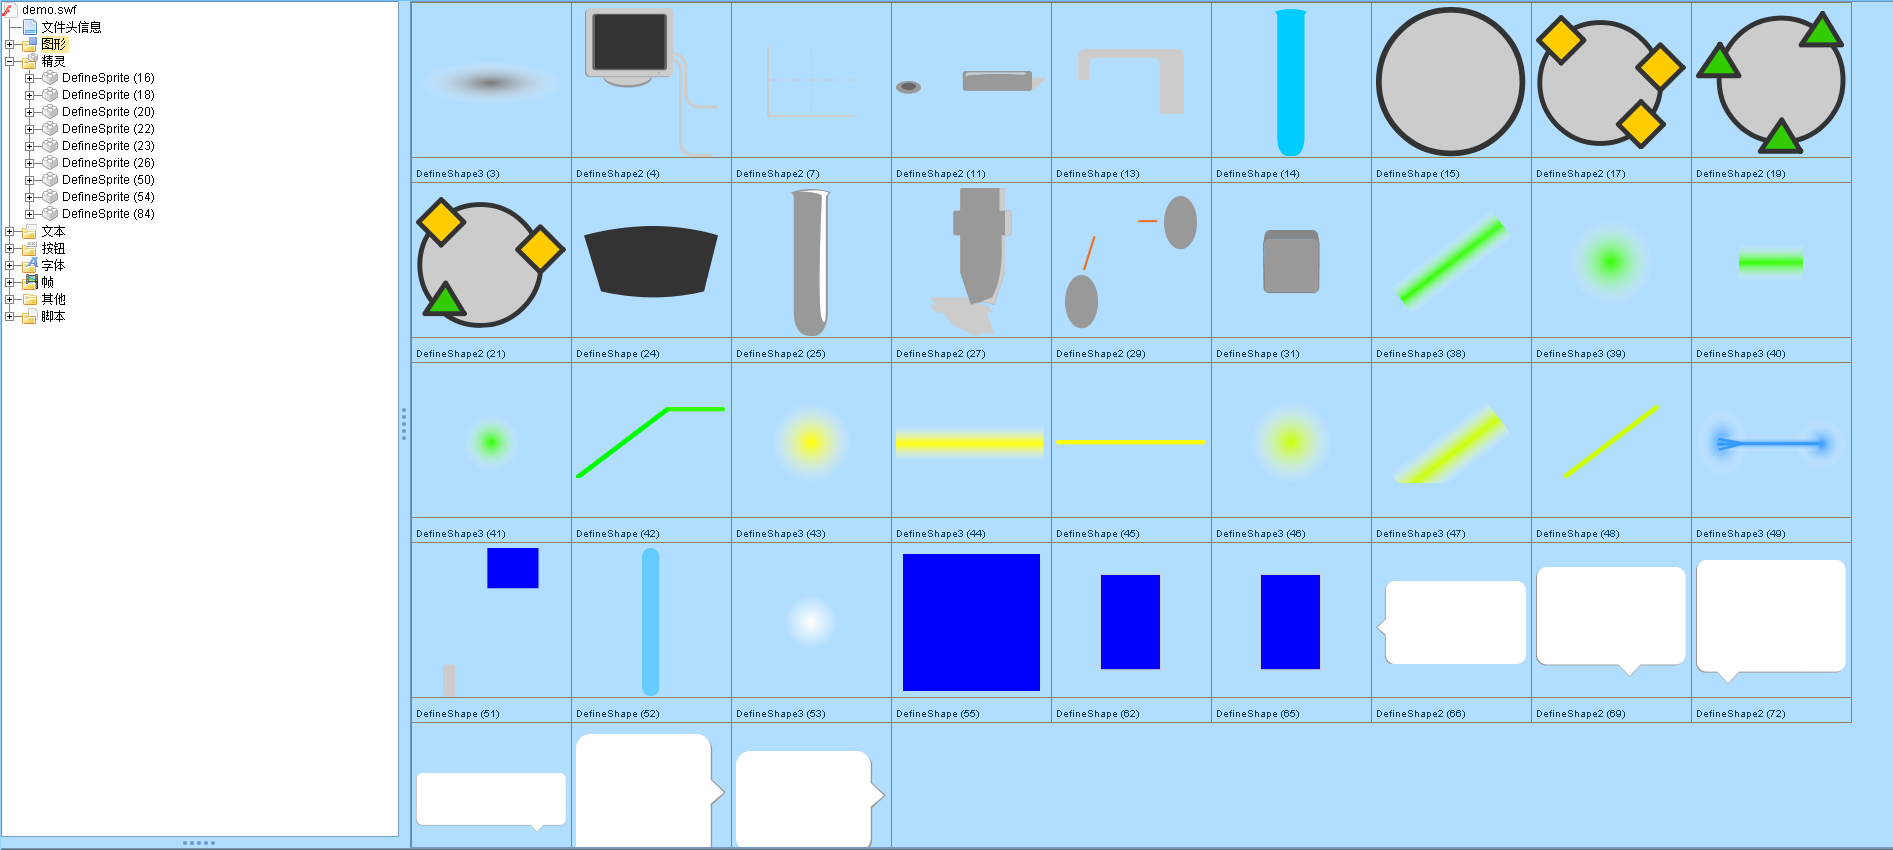 demo.swf
文件头信息
图形
精灵
DefineSprite (16)
DefineSprite (18)
DefineSprite (20)
DefineSprite (22)
DefineSprite (23)
DefineSprite (26)
DefineSprite (50)
DefineSprite (54)
DefineSprite (84)
文本
按钮
字体
帧
其他
脚本
DefineShape3 (3)
DefineShape2 (4)
DefineShape2 (7)
DefineShape2 (11)
DefineShape (13)
DefineShape (14)
DefineShape (15)
DefineShape2 (17)
DefineShape2 (19)
DefineShape2 (21)
DefineShape (24)
DefineShape2 (25)
DefineShape2 (27)
DefineShape2 (29)
DefineShape (31)
DefineShape3 (38)
DefineShape3 (39)
DefineShape3 (40)
DefineShape3 (41)
DefineShape (42)
DefineShape3 (43)
DefineShape3 (44)
DefineShape (45)
DefineShape3 (46)
DefineShape3 (47)
DefineShape (48)
DefineShape3 (49)
DefineShape (51)
DefineShape (52)
DefineShape3 (53)
DefineShape (55)
DefineShape (62)
DefineShape (65)
DefineShape2 (66)
DefineShape2 (69)
DefineShape2 (72)